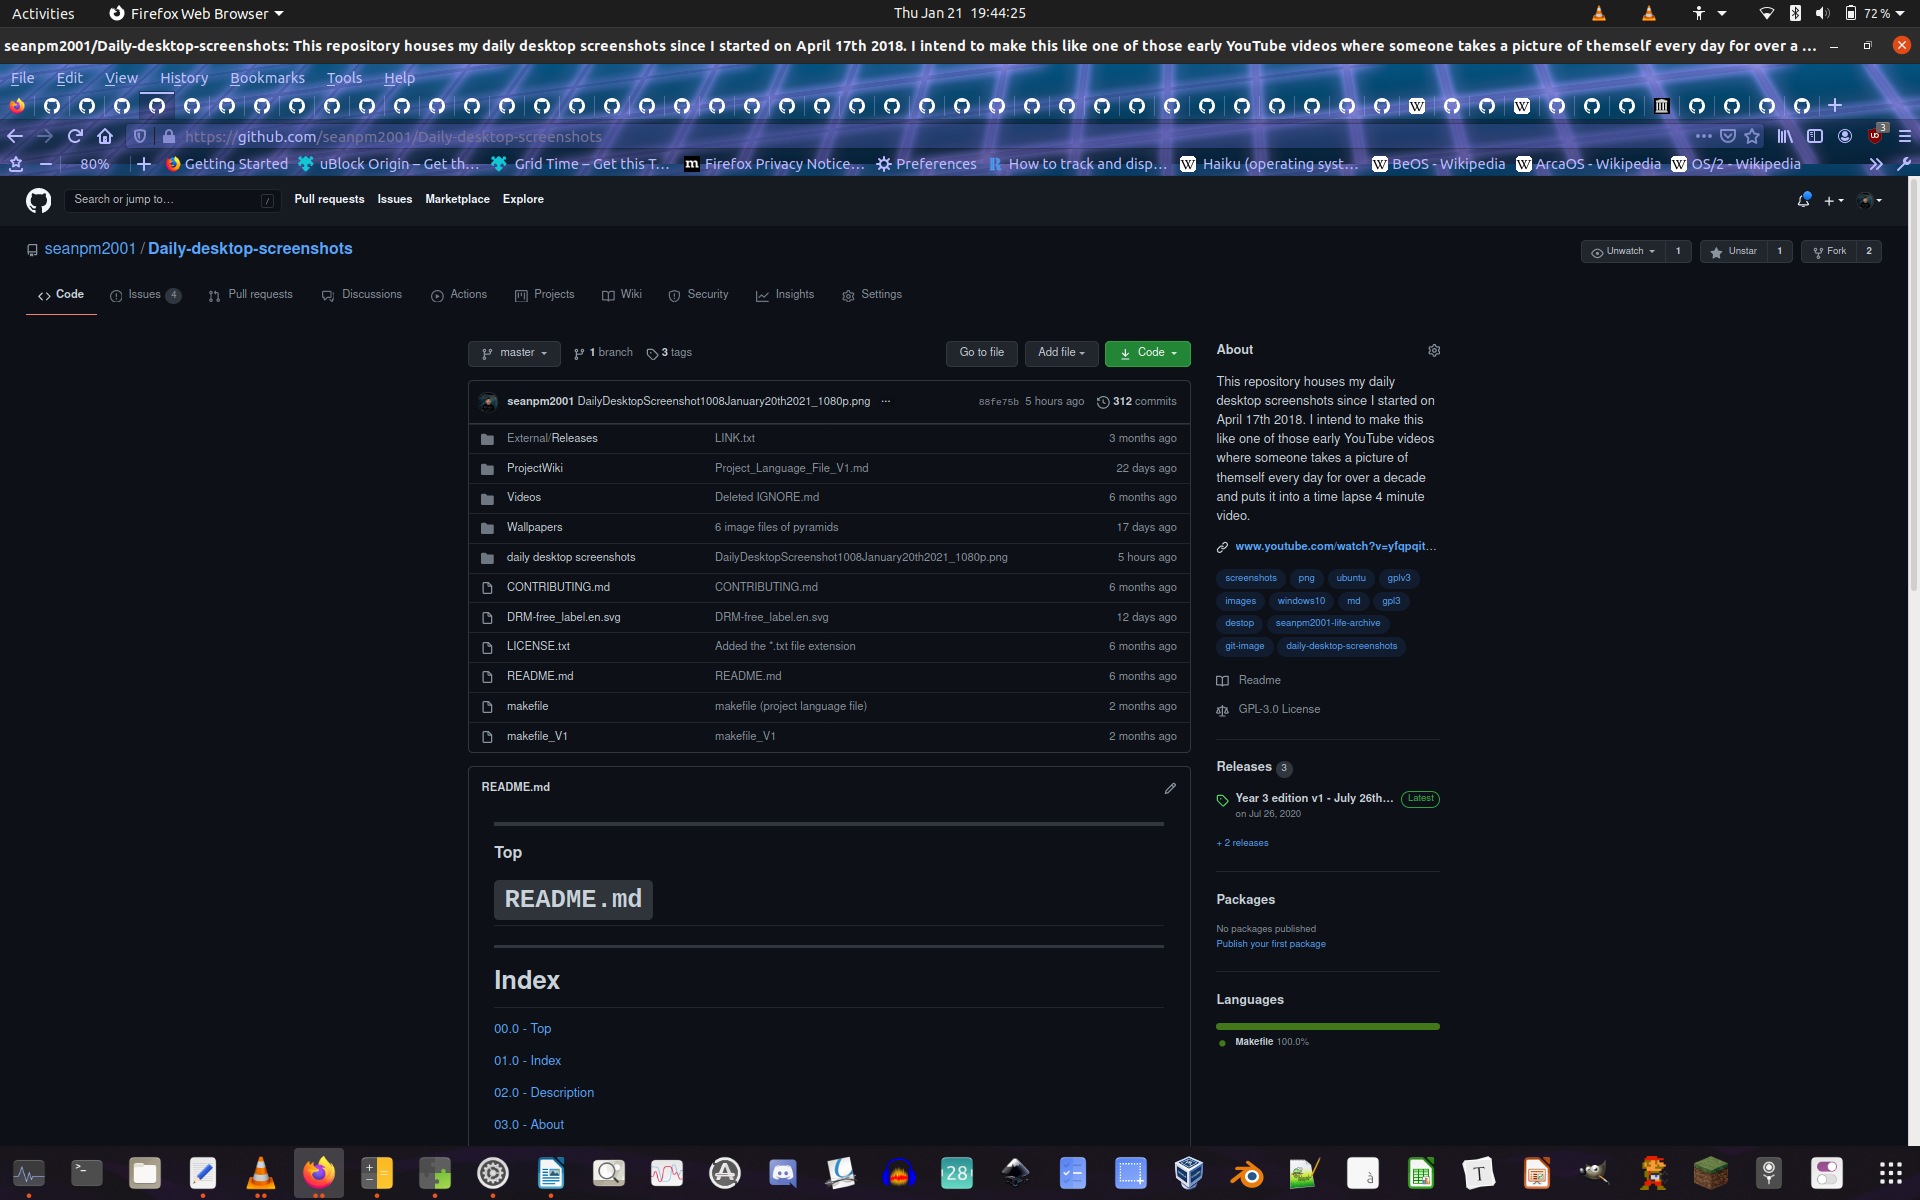 Activities
Firefox Web Browser
Thu Jan 21  19:44:25
72 %
seanpm2001/Daily-desktop-screenshots: This repository houses my daily desktop screenshots since I started on April 17th 2018. I intend to make this like one of those early YouTube videos where someone takes a picture of themself every day for over a ...
File Edit View History Bookmarks Tools Help
https://github.com/seanpm2001/Daily-desktop-screenshots
3
80%
Getting Started
uBlock Origin – Get th…
Grid Time – Get this T…
Firefox Privacy Notice…
Preferences
How to track and disp…
Haiku (operating syst…
BeOS - Wikipedia
ArcaOS - Wikipedia
OS/2 - Wikipedia
Search or jump to…
/
Pull requests Issues Marketplace Explore
seanpm2001 / Daily-desktop-screenshots
Unwatch 1
Unstar 1
Fork 2
Code
Issues 4
Pull requests
Discussions
Actions
Projects
Wiki
Security
Insights
Settings
master
1 branch
3 tags
Go to file
Add file
Code
seanpm2001 DailyDesktopScreenshot1008January20th2021_1080p.png ... 88fe75b 5 hours ago 312 commits
External/Releases LINK.txt 3 months ago
ProjectWiki Project_Language_File_V1.md 22 days ago
Videos Deleted IGNORE.md 6 months ago
Wallpapers 6 image files of pyramids 17 days ago
daily desktop screenshots DailyDesktopScreenshot1008January20th2021_1080p.png 5 hours ago
CONTRIBUTING.md CONTRIBUTING.md 6 months ago
DRM-free_label.en.svg DRM-free_label.en.svg 12 days ago
LICENSE.txt Added the *.txt file extension 6 months ago
README.md README.md 6 months ago
makefile makefile (project language file) 2 months ago
makefile_V1 makefile_V1 2 months ago
README.md
Top
README.md
Index
00.0 - Top
01.0 - Index
02.0 - Description
03.0 - About
About
This repository houses my daily
desktop screenshots since I started on
April 17th 2018. I intend to make this
like one of those early YouTube videos
where someone takes a picture of
themself every day for over a decade
and puts it into a time lapse 4 minute
video.
www.youtube.com/watch?v=yfqpqit…
screenshots png ubuntu gplv3
images windows10 md gpl3
destop seanpm2001-life-archive
git-image daily-desktop-screenshots
Readme
GPL-3.0 License
Releases 3
Year 3 edition v1 - July 26th… Latest
on Jul 26, 2020
+ 2 releases
Packages
No packages published
Publish your first package
Languages
Makefile 100.0%
28